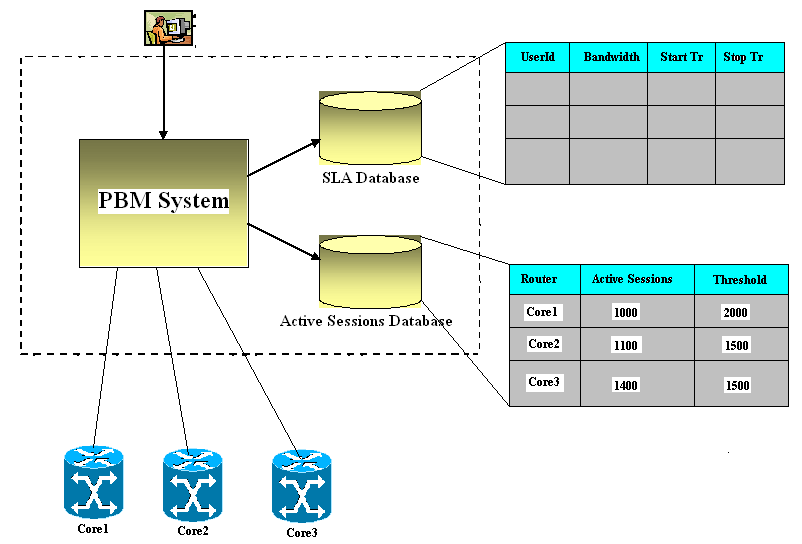 UserId Bandwidth Start Tr Stop Tr
PBM System
SLA Database
Active Sessions Database
Router Active Sessions Threshold
Core1 1000 2000
Core2 1100 1500
Core3 1400 1500
Core1 Core2 Core3